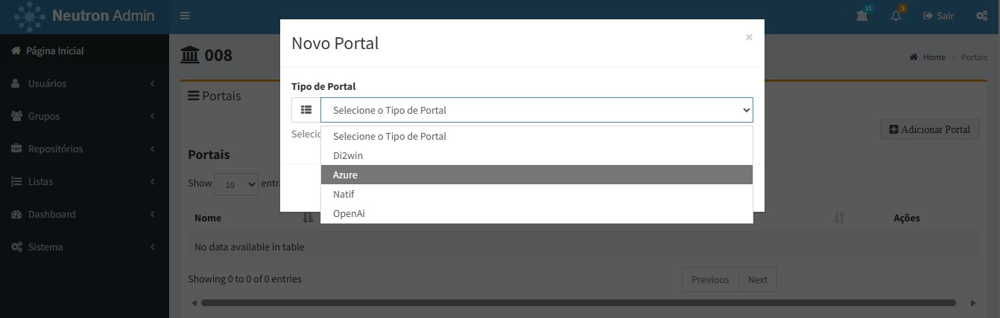 Neutron Admin
21
1
Sair
Novo Portal
×
Página Inicial
008
Home > Portais
Usuários
Tipo de Portal
Portais
Selecione o Tipo de Portal
Grupos
Adicionar Portal
Selecione o Tipo de Portal
Repositórios
Portais
Di2win
Azure
Listas
Show 10
Natif
Dashboard
Nome
OpenAi
Ações
Sistema
No data available in table
Showing 0 to 0 of 0 entries
Previous
Next